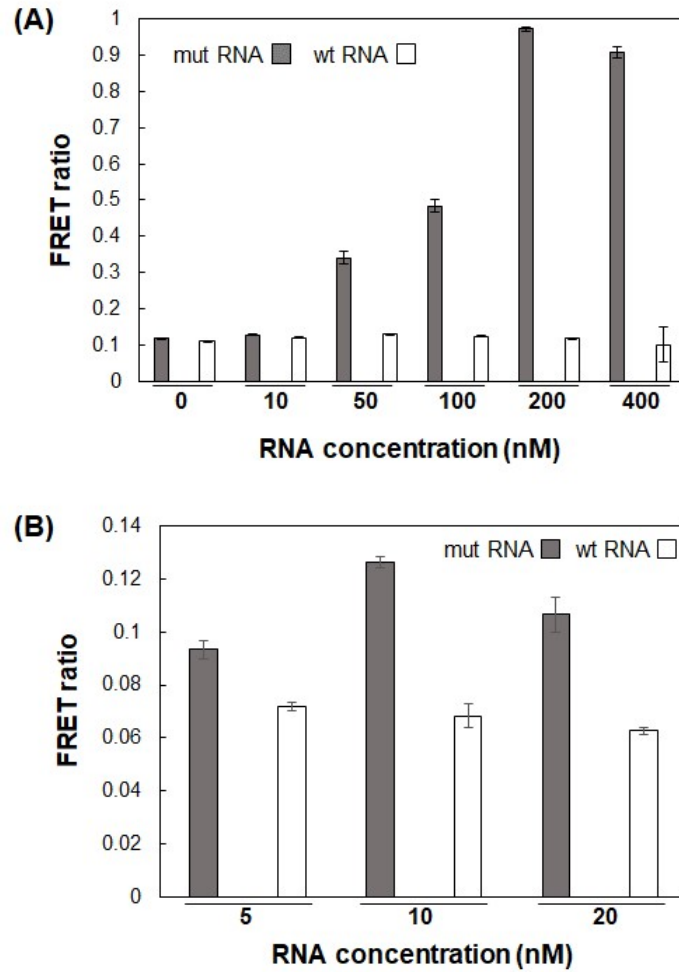 (A)
1
mut RNA wt RNA
0.9
0.8
0.7
0.6
0.5
0.4
0.3
0.2
0.1
0
FRET ratio
0 10 50 100 200 400
RNA concentration (nM)
(B)
0.14
mut RNA wt RNA
0.12
0.1
0.08
0.06
0.04
0.02
0
FRET ratio
5 10 20
RNA concentration (nM)